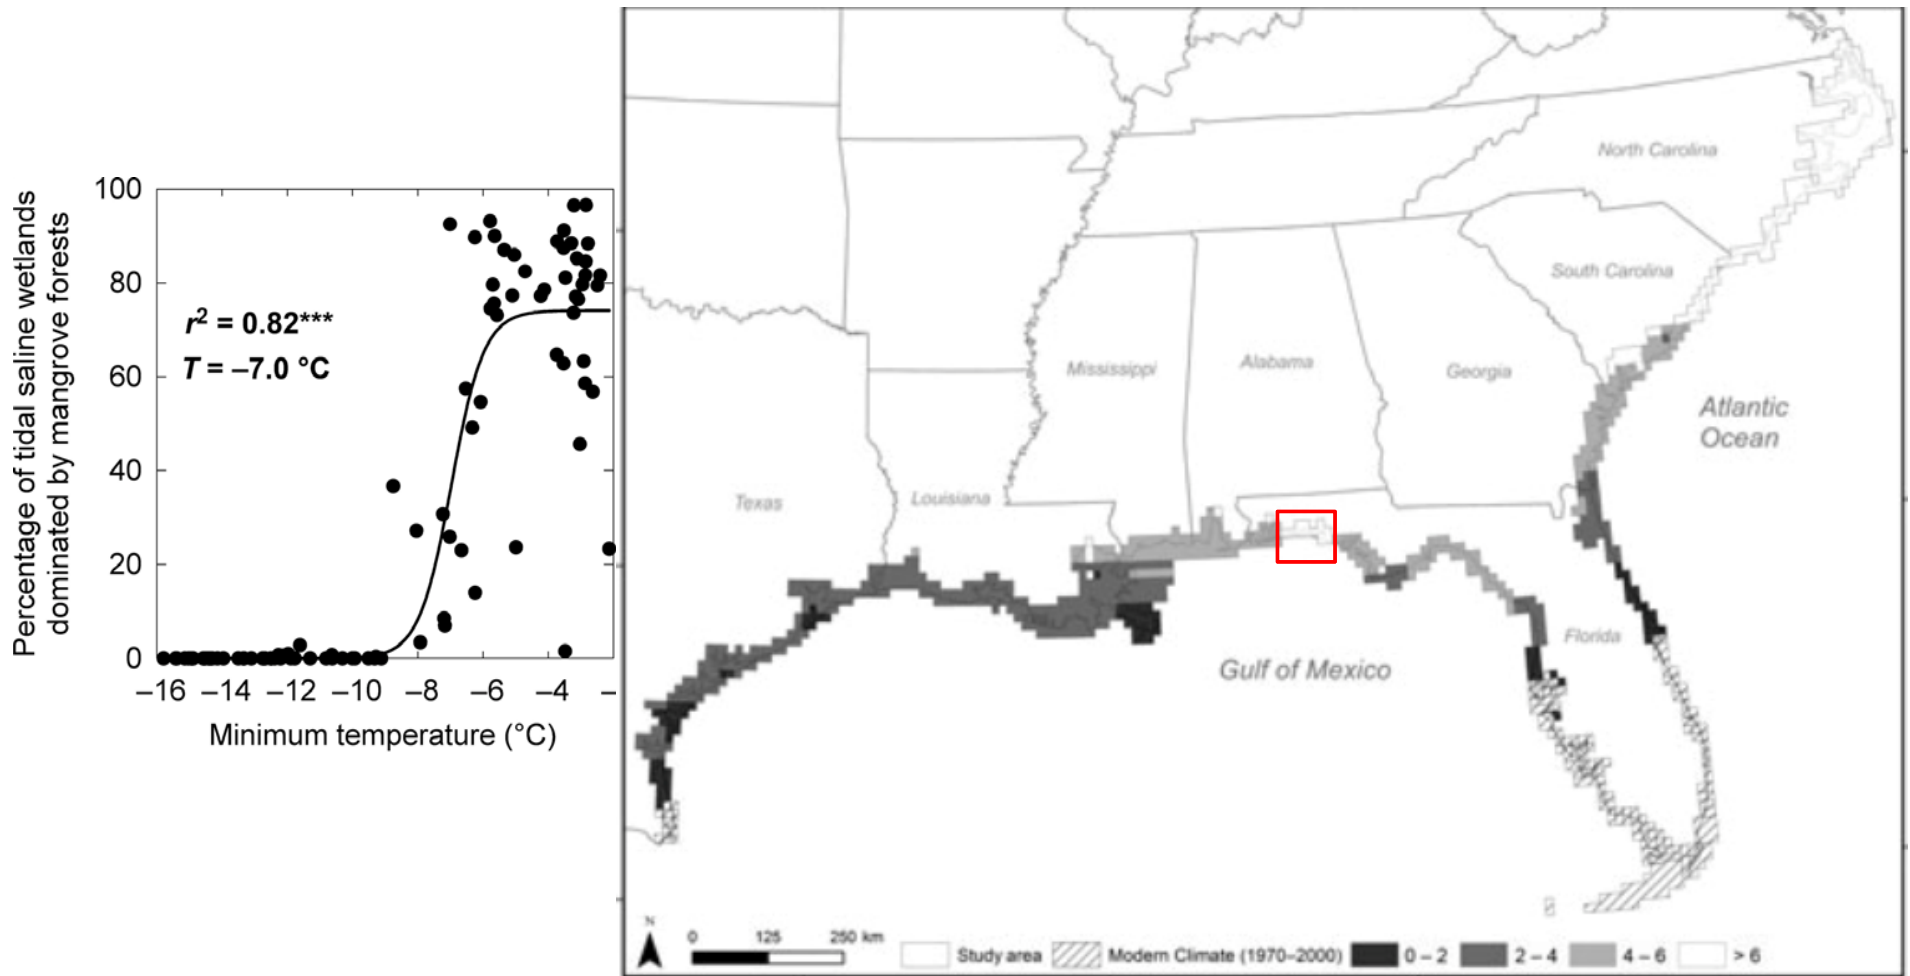 Percentage of tidal saline wetlands
dominated by mangrove forests
100
80
60
40
20
0
r² = 0.82***
T = –7.0 °C
–16 –14 –12 –10 –8 –6 –4 –
Minimum temperature (°C)
North Carolina
South Carolina
Mississippi
Alabama
Georgia
Atlantic
Ocean
Texas
Louisiana
Florida
Gulf of Mexico
N
0 125 250 km
Study area
Modern Climate (1970–2000)
0 – 2
2 – 4
4 – 6
> 6